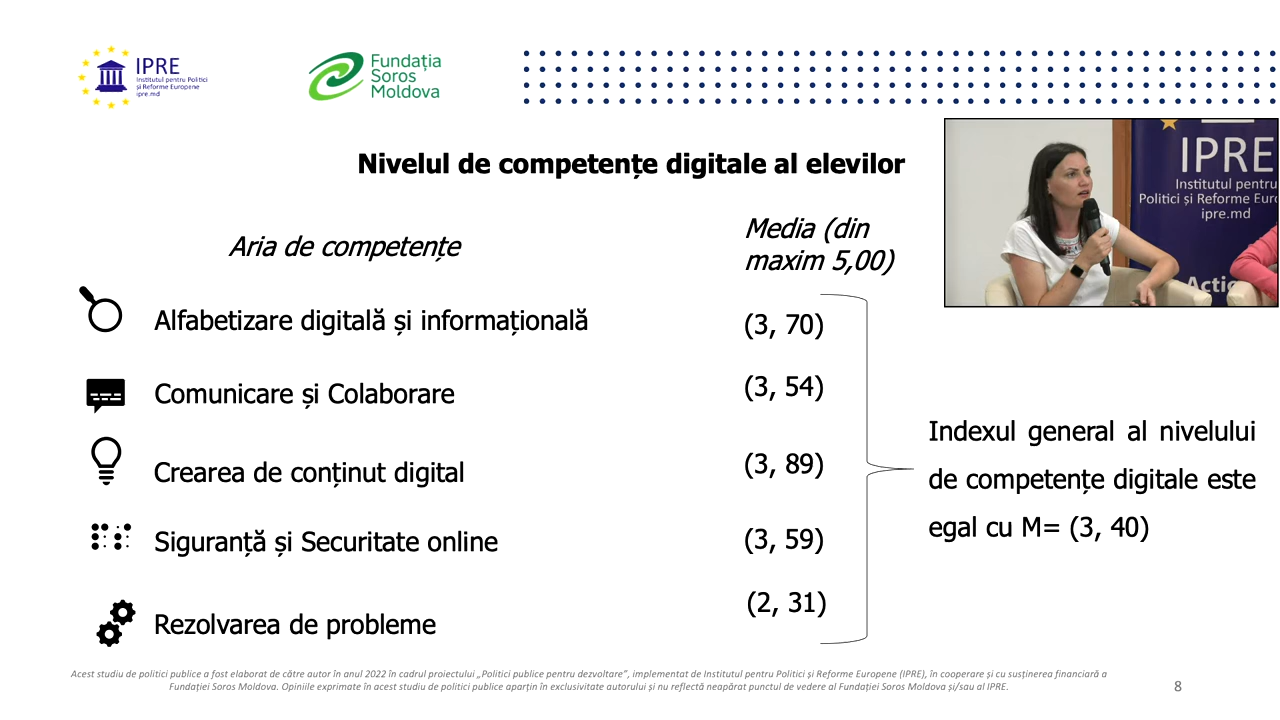 IPRE
Institutul pentru Politici
și Reforme Europene
ipre.md
Fundația
Soros
Moldova
Nivelul de competențe digitale al elevilor
IPRE
Institutul pentru
Politici și Reforme Euro
ipre.md
Actio
Aria de competențe
Media (din
maxim 5,00)
Alfabetizare digitală și informațională
(3, 70)
Comunicare și Colaborare
(3, 54)
Crearea de conținut digital
(3, 89)
Siguranță și Securitate online
(3, 59)
Rezolvarea de probleme
(2, 31)
Indexul general al nivelului
de competențe digitale este
egal cu M= (3, 40)
Acest studiu de politici publice a fost elaborat de către autor în anul 2022 în cadrul proiectului „Politici publice pentru dezvoltare”, implementat de Institutul pentru Politici și Reforme Europene (IPRE), în cooperare și cu susținerea financiară a
Fundației Soros Moldova. Opiniile exprimate în acest studiu de politici publice aparțin în exclusivitate autorului și nu reflectă neapărat punctul de vedere al Fundației Soros Moldova și/sau al IPRE.
8